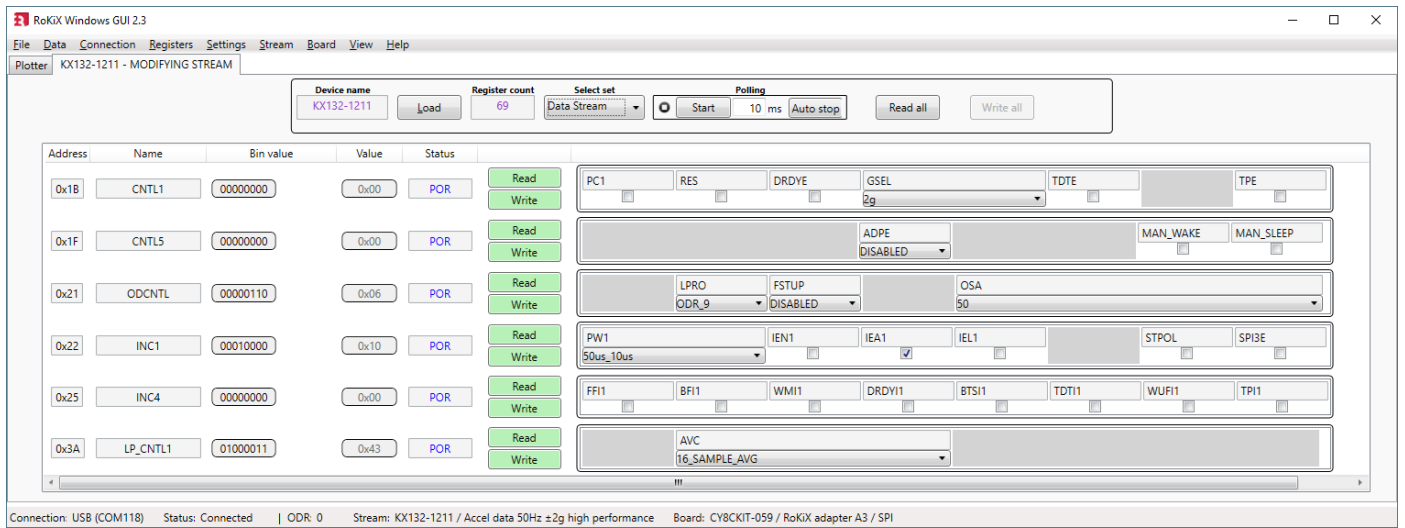 RoKiX Windows GUI 2.3
File Data Connection Registers Settings Stream Board View Help
Plotter KX132-1211 - MODIFYING STREAM
Device name Register count Select set Polling
KX132-1211 Load 69 Data Stream Start 10 ms Auto stop Read all Write all
Address Name Bin value Value Status
0x1B CNTL1 00000000 0x00 POR Read Write PC1 RES DRDYE GSEL 2g TDTE TPE
0x1F CNTL5 00000000 0x00 POR Read Write ADPE DISABLED MAN_WAKE MAN_SLEEP
0x21 ODCNTL 00000110 0x06 POR Read Write LPRO ODR_9 FSTUP DISABLED OSA 50
0x22 INC1 00010000 0x10 POR Read Write PW1 50us_10us IEN1 IEA1 IEL1 STPOL SPI3E
0x25 INC4 00000000 0x00 POR Read Write FFI1 BFI1 WMI1 DRDYI1 BTSI1 TDTI1 WUFI1 TPI1
0x3A LP_CNTL1 01000011 0x43 POR Read Write AVC 16_SAMPLE_AVG
Connection: USB (COM118) Status: Connected | ODR: 0 Stream: KX132-1211 / Accel data 50Hz ±2g high performance Board: CY8CKIT-059 / RoKiX adapter A3 / SPI